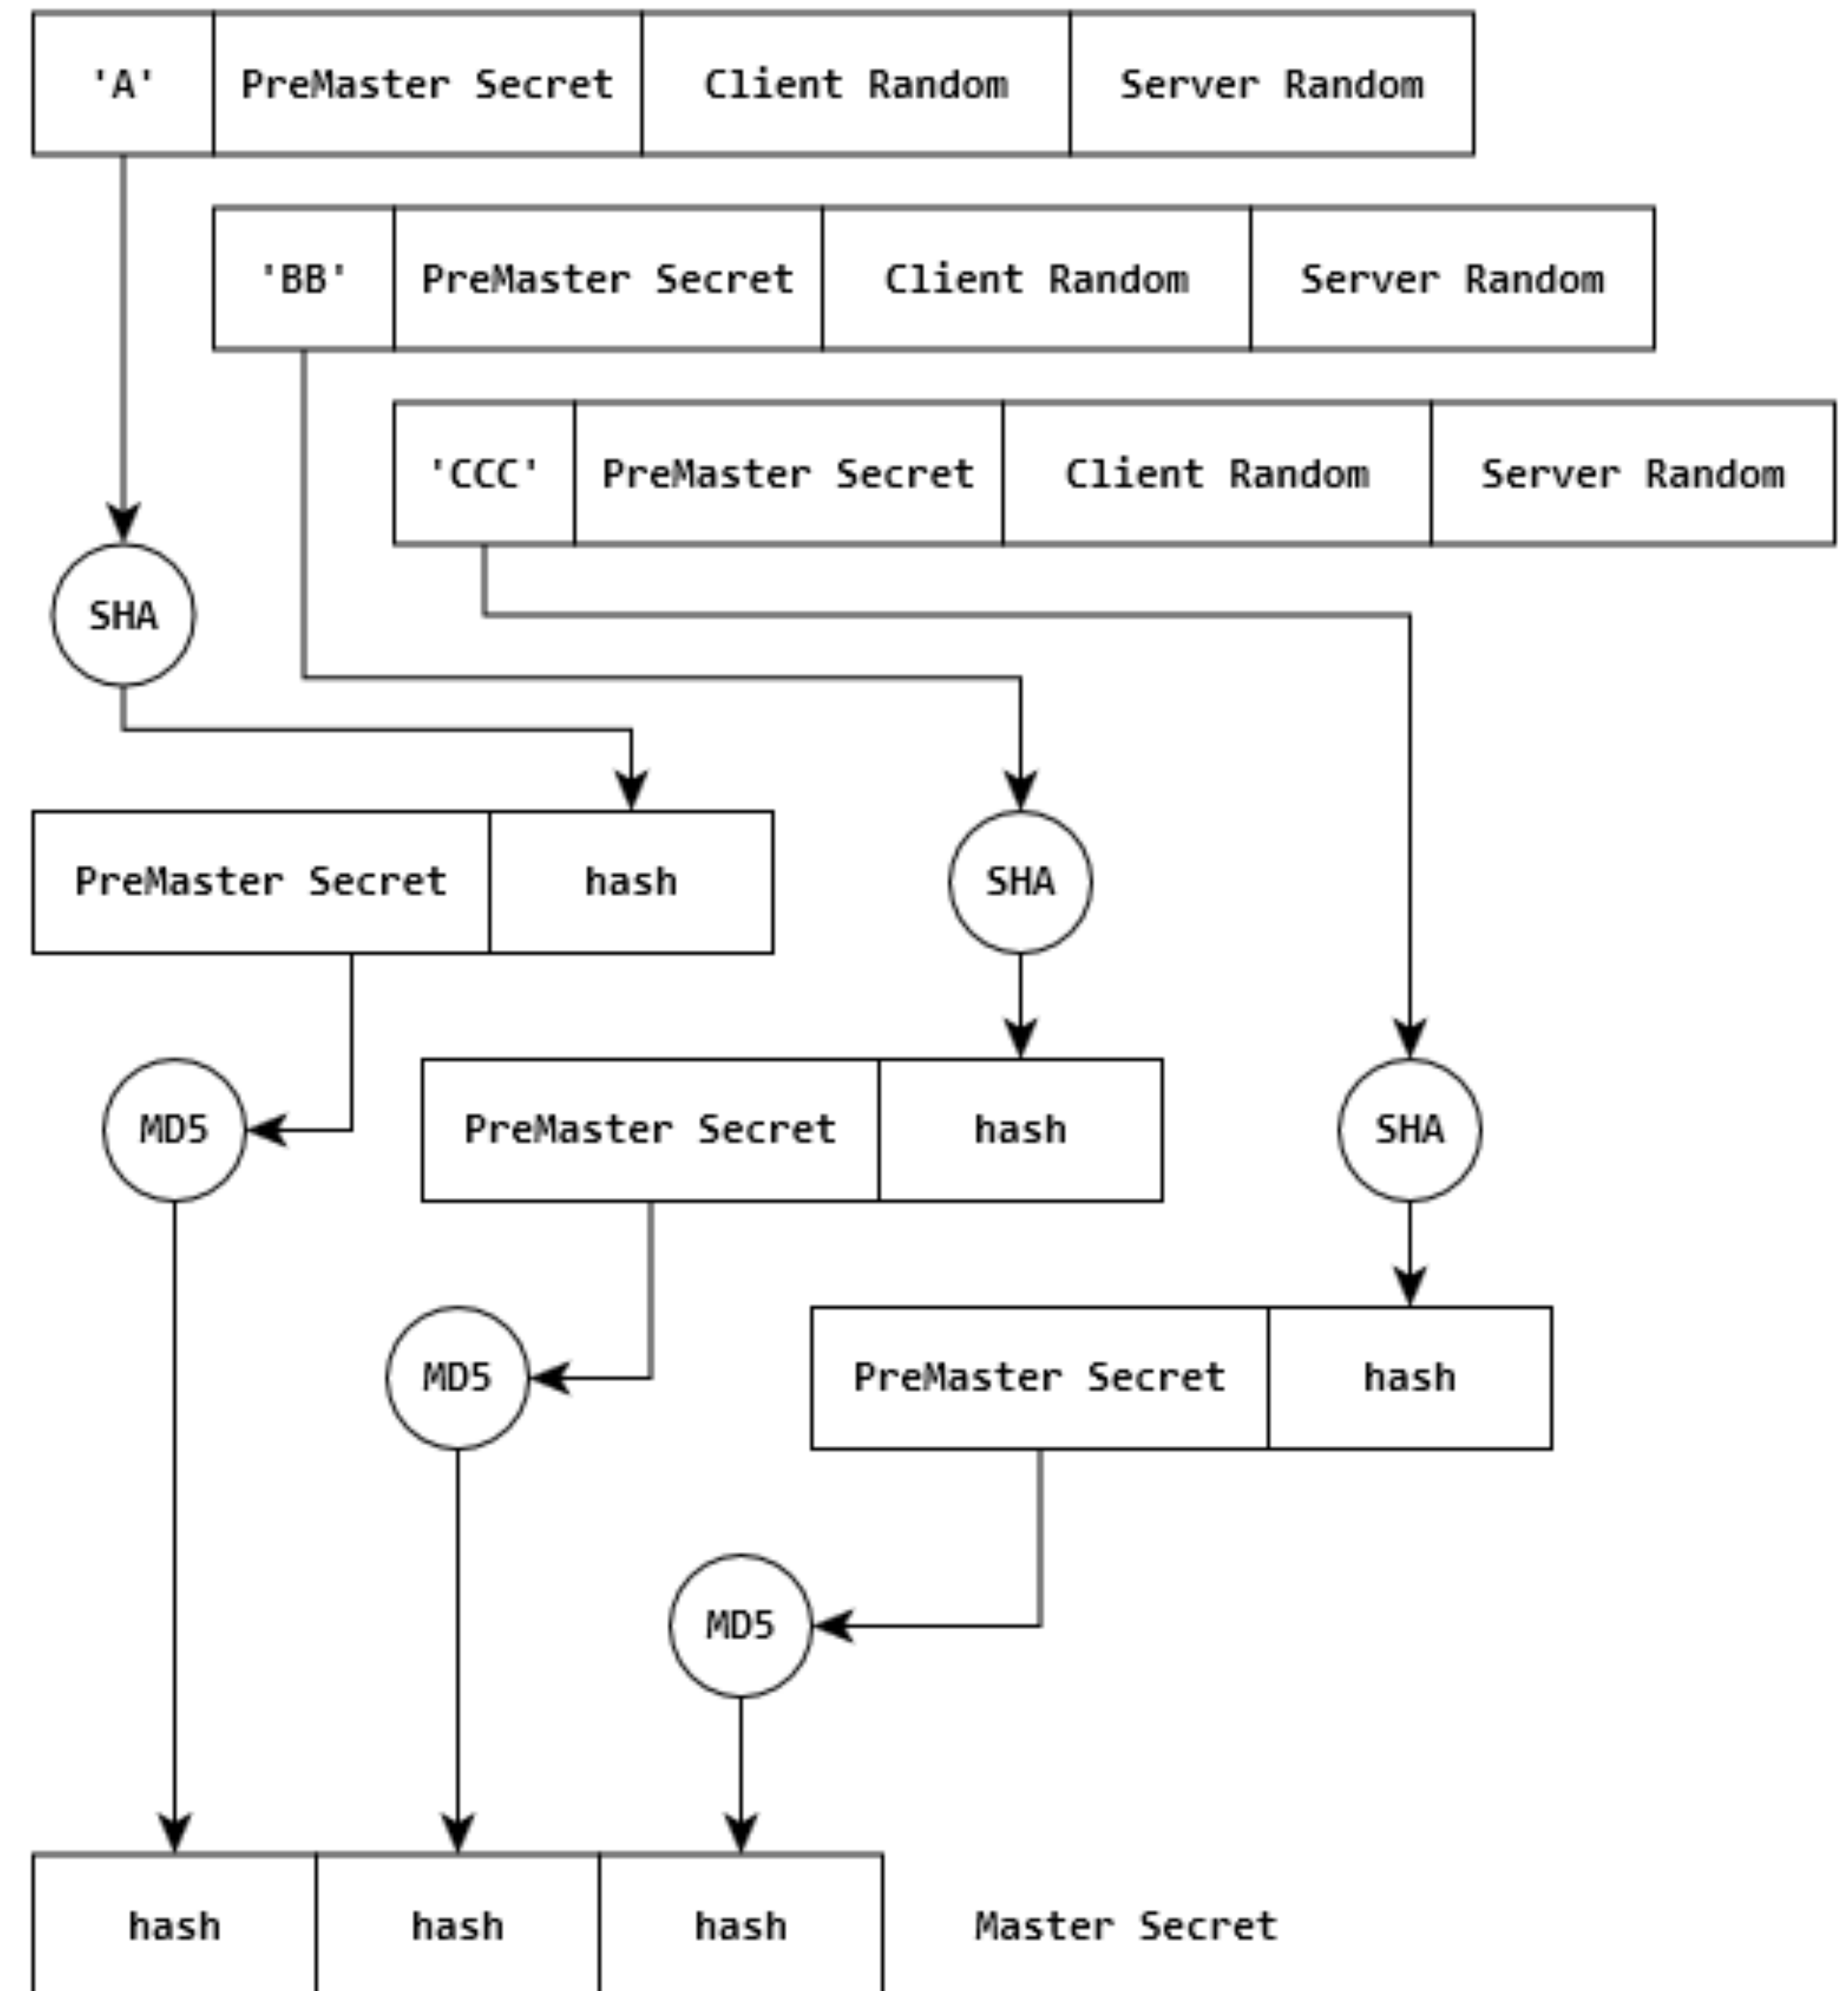 'A' PreMaster Secret Client Random Server Random
'BB' PreMaster Secret Client Random Server Random
'CCC' PreMaster Secret Client Random Server Random
SHA
PreMaster Secret hash SHA
MD5 PreMaster Secret hash SHA
MD5 PreMaster Secret hash
MD5
hash hash hash Master Secret